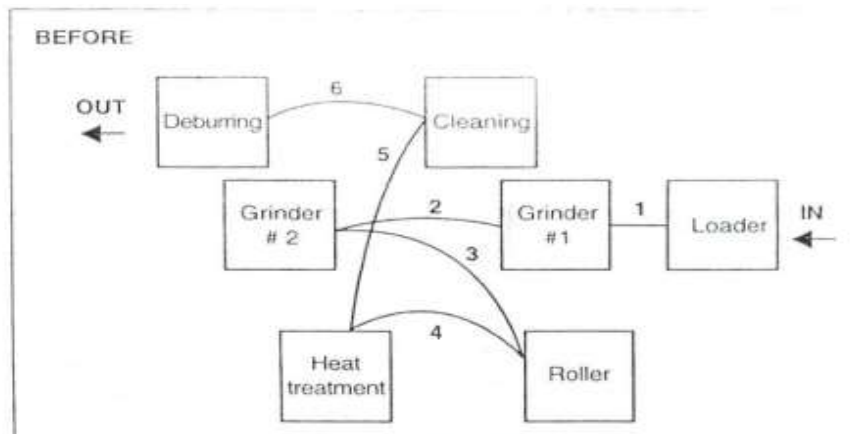 BEFORE
6
OUT
Deburring
Cleaning
5
Grinder
# 2
2
Grinder
#1
1
Loader
IN
3
4
Heat
treatment
Roller